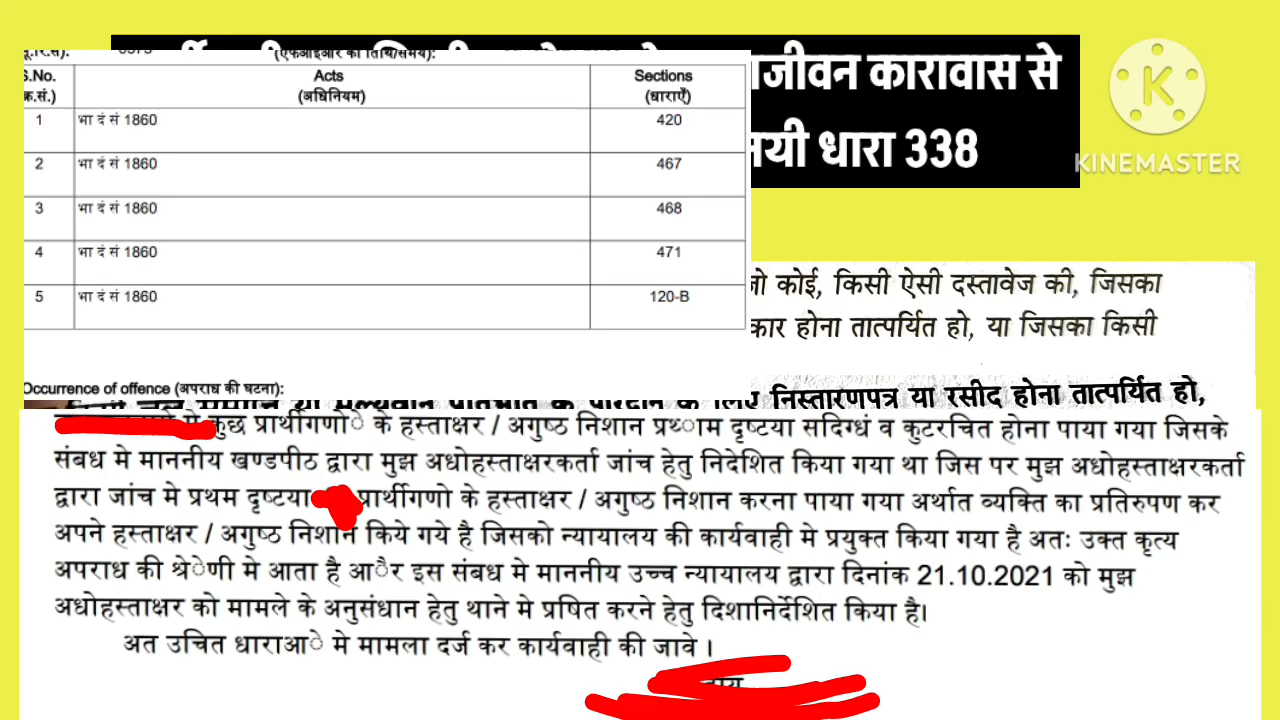 जीवन कारावास से
KINEMASTER
यी धारा 338
(एफआईआर की तिथि/समय):
S.No. Acts Sections
क्र.सं.) (अधिनियम) (धाराएँ)
1 भा दं सं 1860 420
2 भा दं सं 1860 467
3 भा दं सं 1860 468
4 भा दं सं 1860 471
5 भा दं सं 1860 120-B
जो कोई, किसी ऐसी दस्तावेज की, जिसका
कार होना तात्पर्यित हो, या जिसका किसी
Occurrence of offence (अपराध की घटना):
निस्तारणपत्र या रसीद होना तात्पर्यित हो,
मे कुछ प्रार्थीगणोे के हस्ताक्षर / अगुष्ठ निशान प्रथाम दृष्टया सदिग्धं व कुटरचित होना पाया गया जिसके
संबध मे माननीय खण्डपीठ द्वारा मुझ अधोहस्ताक्षरकर्ता जांच हेतु निदेशित किया गया था जिस पर मुझ अधोहस्ताक्षरकर्ता
द्वारा जांच मे प्रथम दृष्टया प्रार्थीगणो के हस्ताक्षर / अगुष्ठ निशान करना पाया गया अर्थात व्यक्ति का प्रतिरुपण कर
अपने हस्ताक्षर / अगुष्ठ निशान किये गये है जिसको न्यायालय की कार्यवाही मे प्रयुक्त किया गया है अतः उक्त कृत्य
अपराध की श्रेेणी मे आता है आैर इस संबध मे माननीय उच्च न्यायालय द्वारा दिनांक 21.10.2021 को मुझ
अधोहस्ताक्षर को मामले के अनुसंधान हेतु थाने मे प्रषित करने हेतु दिशानिर्देशित किया है।
अत उचित धाराआे मे मामला दर्ज कर कार्यवाही की जावे ।